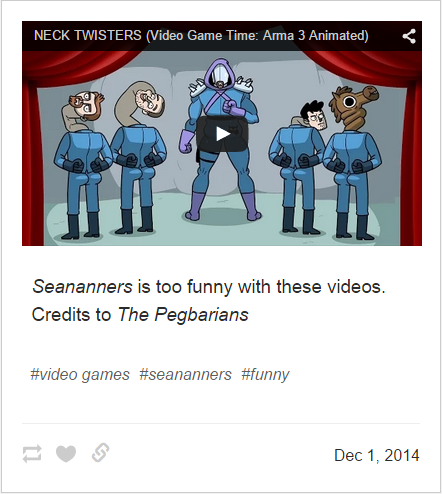 NECK TWISTERS (Video Game Time: Arma 3 Animated)
Seananners is too funny with these videos.
Credits to The Pegbarians
#video games #seananners #funny
Dec 1, 2014